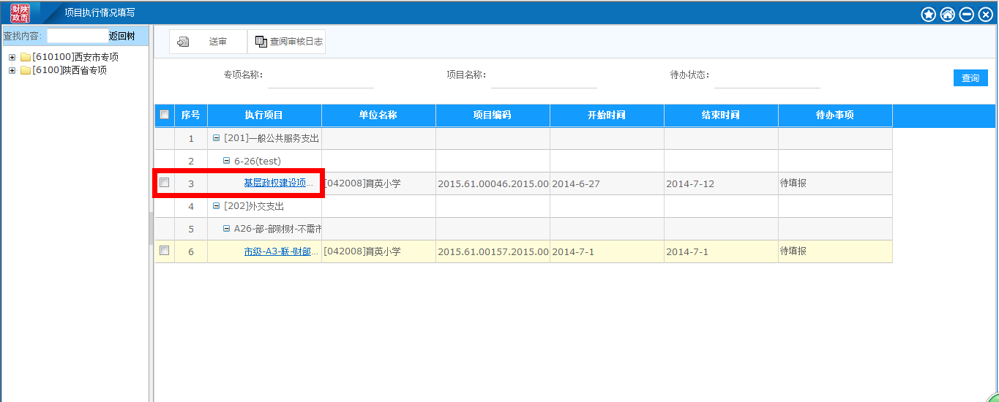 财陕
政西
项目执行情况填写
查找内容: 返回树
[610100]西安市专项
[6100]陕西省专项
送审 查阅审核日志
专项名称: 项目名称: 待办状态:
查询
序号 执行项目 单位名称 项目编码 开始时间 结束时间 待办事项
1 [201]一般公共服务支出
2 6-26(test)
3 基层政权建设项... [042008]育英小学 2015.61.00046.2015.00 2014-6-27 2014-7-12 待填报
4 [202]外交支出
5 A26-部-部财财-不需市
6 市级-A3-联-财部... [042008]育英小学 2015.61.00157.2015.00 2014-7-1 2014-7-1 待填报